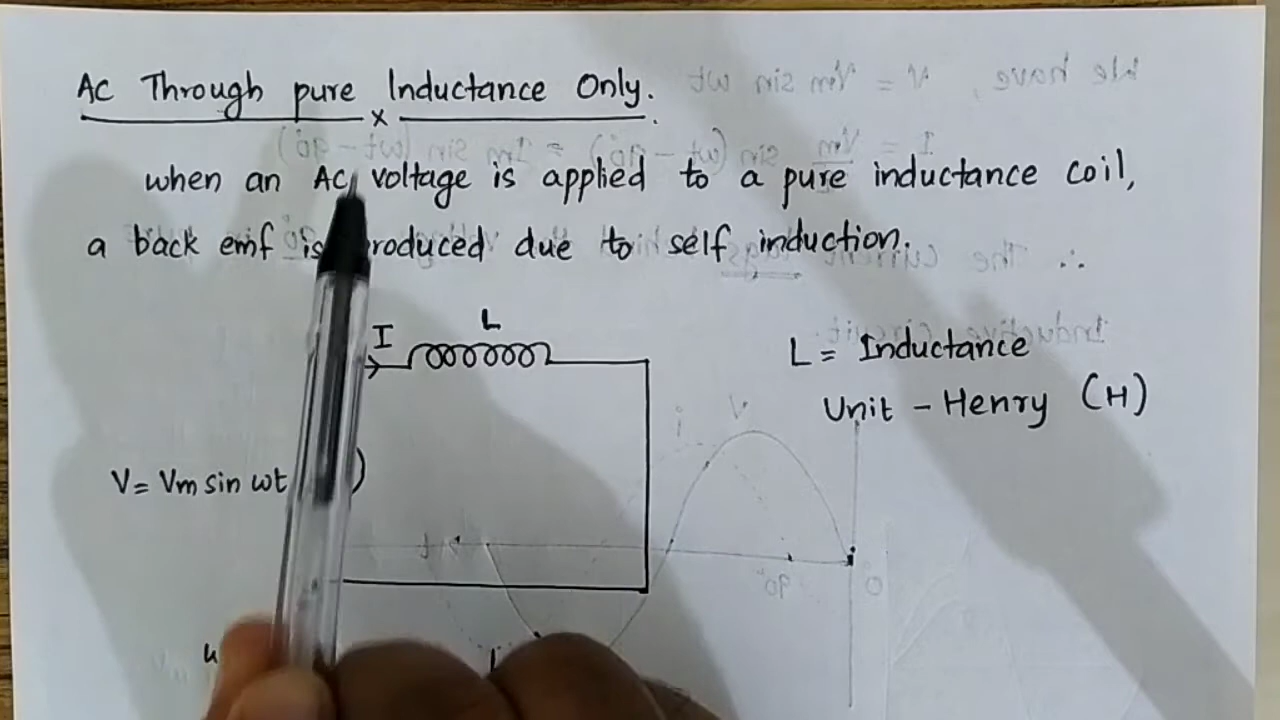 AC Through pure Inductance Only.
x
when an AC voltage is applied to a pure inductance coil,
a back emf is produced due to self induction.
I
L
L = Inductance
Unit - Henry (H)
V = Vm sin wt